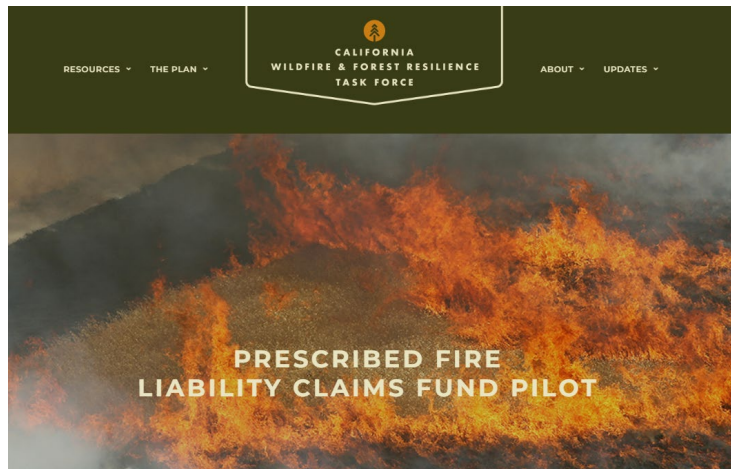 RESOURCES
THE PLAN
CALIFORNIA
WILDFIRE & FOREST RESILIENCE
TASK FORCE
ABOUT
UPDATES
PRESCRIBED FIRE
LIABILITY CLAIMS FUND PILOT